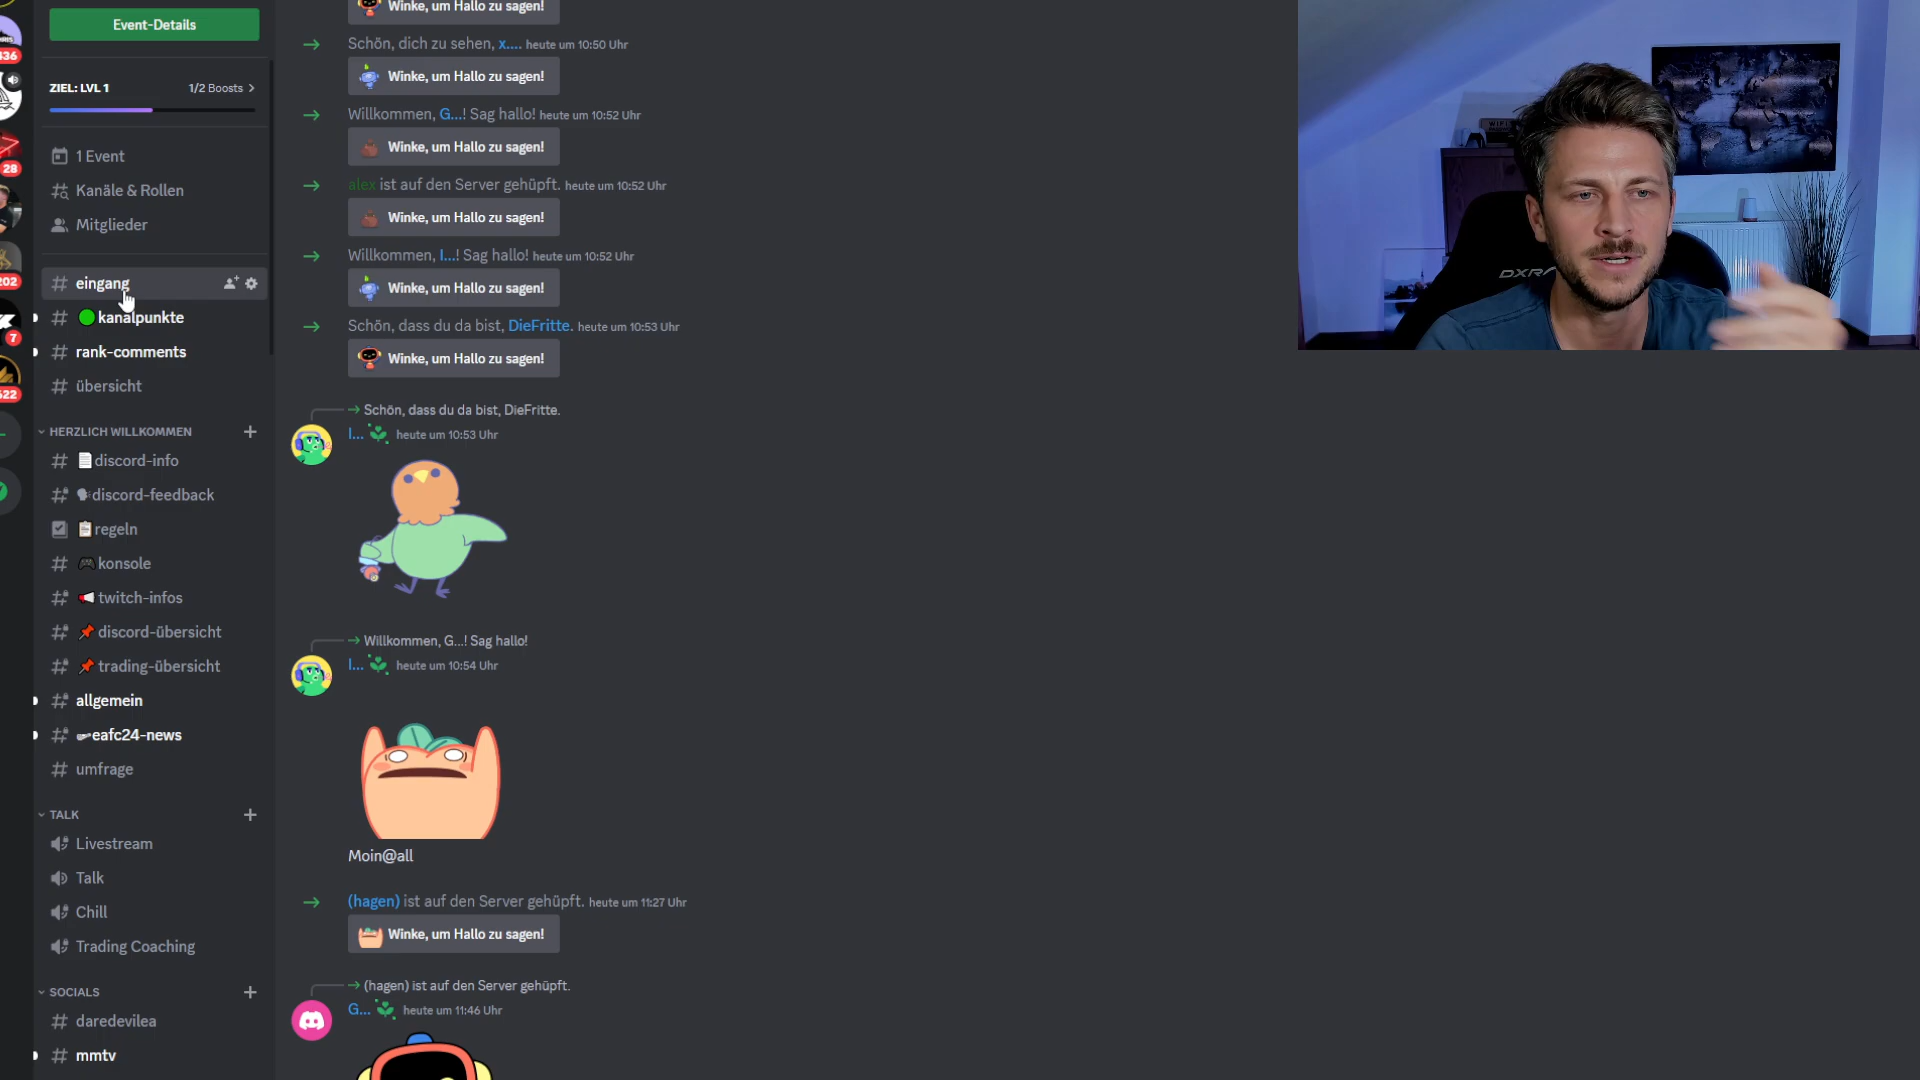 Event-Details
ZIEL: LVL 1
1/2 Boosts
1 Event
Kanäle & Rollen
Mitglieder
eingang
kanalpunkte
rank-comments
übersicht
HERZLICH WILLKOMMEN
discord-info
discord-feedback
regeln
konsole
twitch-infos
discord-übersicht
trading-übersicht
allgemein
eafc24-news
umfrage
TALK
Livestream
Talk
Chill
Trading Coaching
SOCIALS
daredevilea
mmtv
28
202
7
622
Winke, um Hallo zu sagen!
Schön, dich zu sehen, x.... heute um 10:50 Uhr
Winke, um Hallo zu sagen!
Willkommen, G...! Sag hallo! heute um 10:52 Uhr
Winke, um Hallo zu sagen!
alex ist auf den Server gehüpft. heute um 10:52 Uhr
Winke, um Hallo zu sagen!
Willkommen, I...! Sag hallo! heute um 10:52 Uhr
Winke, um Hallo zu sagen!
Schön, dass du da bist, DieFritte. heute um 10:53 Uhr
Winke, um Hallo zu sagen!
Schön, dass du da bist, DieFritte.
I... heute um 10:53 Uhr
Willkommen, G...! Sag hallo!
I... heute um 10:54 Uhr
Moin@all
(hagen) ist auf den Server gehüpft. heute um 11:27 Uhr
Winke, um Hallo zu sagen!
(hagen) ist auf den Server gehüpft.
G... heute um 11:46 Uhr